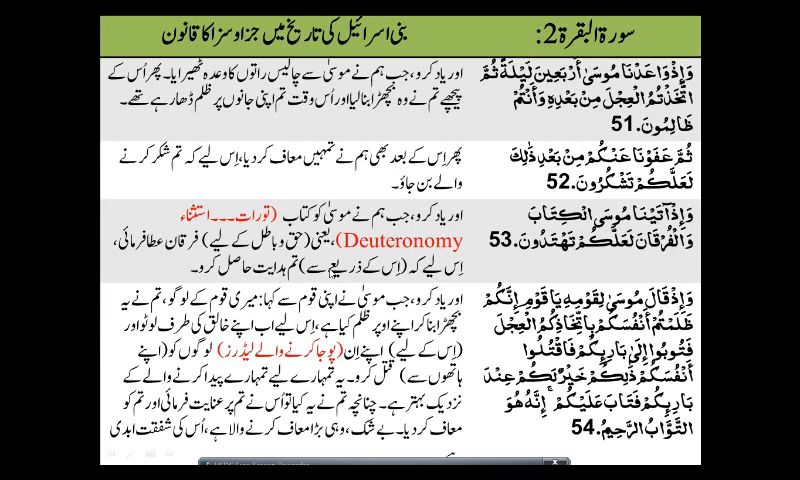 سورۃ البقرۃ 2:
بنی اسرائیل کی تاریخ میں جزا و سزا کا قانون
وَإِذْ وَاعَدْنَا مُوسَىٰ أَرْبَعِينَ لَيْلَةً ثُمَّ
اتَّخَذْتُمُ الْعِجْلَ مِنْ بَعْدِهِ وَأَنْتُمْ
ظَالِمُونَ.51
اور یاد کرو، جب ہم نے موسیٰ سے چالیس راتوں کا وعدہ ٹھیرایا۔ پھر اُس کے
پیچھے تم نے وہ بچھڑا بنا لیا اور اُس وقت تم اپنی جانوں پر ظلم ڈھا رہے تھے۔
ثُمَّ عَفَوْنَا عَنْكُمْ مِنْ بَعْدِ ذَٰلِكَ
لَعَلَّكُمْ تَشْكُرُونَ.52
پھر اِس کے بعد بھی ہم نے تمہیں معاف کر دیا، اِس لیے کہ تم شکر کرنے
والے بن جاؤ۔
وَإِذْ آتَيْنَا مُوسَى الْكِتَابَ
وَالْفُرْقَانَ لَعَلَّكُمْ تَهْتَدُونَ.53
اور یاد کرو، جب ہم نے موسیٰ کو کتاب (تورات۔۔۔استثناء
Deuteronomy)، یعنی (حق و باطل کے لیے) فرقان عطا فرمائی،
اِس لیے کہ (اِس کے ذریعے سے) تم ہدایت حاصل کرو۔
وَإِذْ قَالَ مُوسَىٰ لِقَوْمِهِ يَا قَوْمِ إِنَّكُمْ
ظَلَمْتُمْ أَنْفُسَكُمْ بِاتِّخَاذِكُمُ الْعِجْلَ
فَتُوبُوا إِلَىٰ بَارِئِكُمْ فَاقْتُلُوا
أَنْفُسَكُمْ ذَٰلِكُمْ خَيْرٌ لَكُمْ عِنْدَ
بَارِئِكُمْ فَتَابَ عَلَيْكُمْ ۚ إِنَّهُ هُوَ
التَّوَّابُ الرَّحِيمُ.54
اور یاد کرو، جب موسیٰ نے اپنی قوم سے کہا: میری قوم کے لوگو، تم نے یہ
بچھڑا بنا کر اپنے اوپر ظلم کیا ہے، اِس لیے اب اپنے خالق کی طرف لوٹو اور
(اِس کے لیے) اپنے اِن (پوجا کرنے والے لیڈرز) لوگوں کو (اپنے
ہاتھوں سے) قتل کرو۔ یہ تمہارے لیے تمہارے پیدا کرنے والے کے
نزدیک بہتر ہے۔ چنانچہ تم نے یہ کیا تو اُس نے تم پر عنایت فرمائی اور تم کو
معاف کر دیا۔ بے شک، وہی بڑا معاف کرنے والا ہے، اُس کی شفقت ابدی